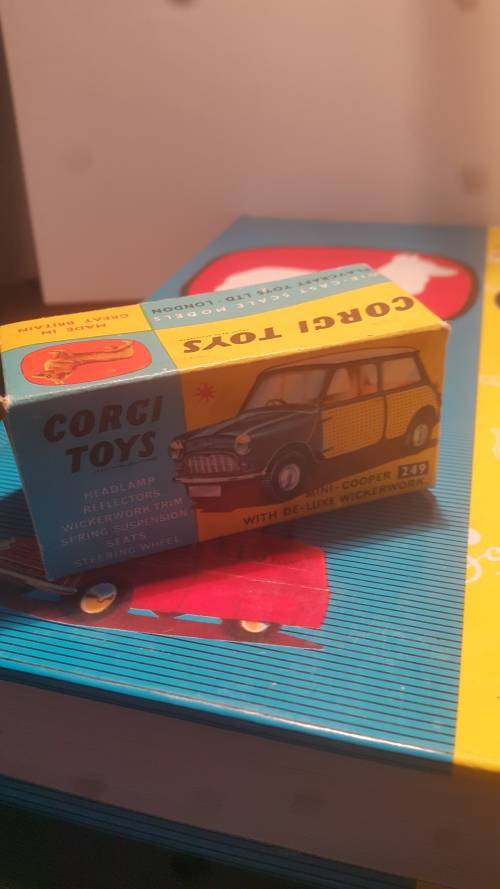 DIE-CAST SCALE MODELS
PLAYCRAFT TOYS LTD · LONDON
MADE IN
GREAT BRITAIN
CORGI TOYS
CORGI
TOYS
HEADLAMP
REFLECTORS
WICKERWORK TRIM
SPRING SUSPENSION
SEATS
STEERING WHEEL
MINI-COOPER 249
WITH DE-LUXE WICKERWORK